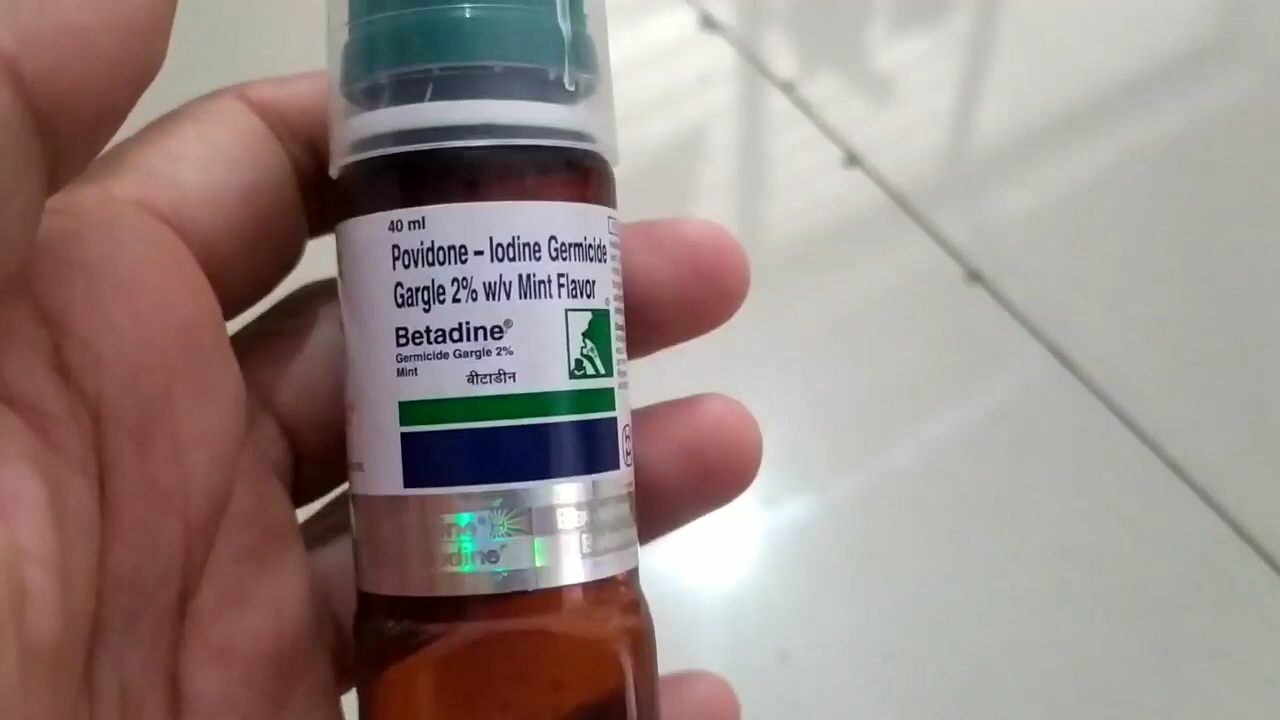 40 ml
Povidone – Iodine Germicide
Gargle 2% w/v Mint Flavor
Betadine®
Germicide Gargle 2%
Mint
वीटाडीन